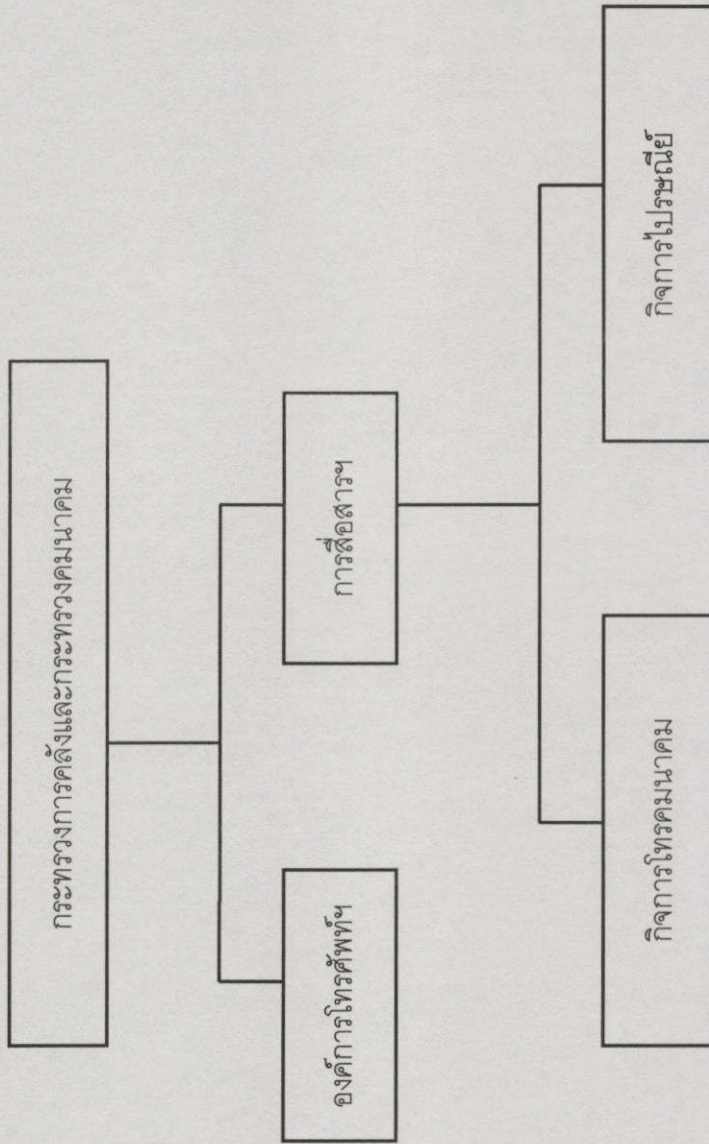 กระทรวงการคลังและกระทรวงคมนาคม
องค์การโทรศัพท์ฯ
การสื่อสารฯ
กิจการโทรคมนาคม
กิจการไปรษณีย์